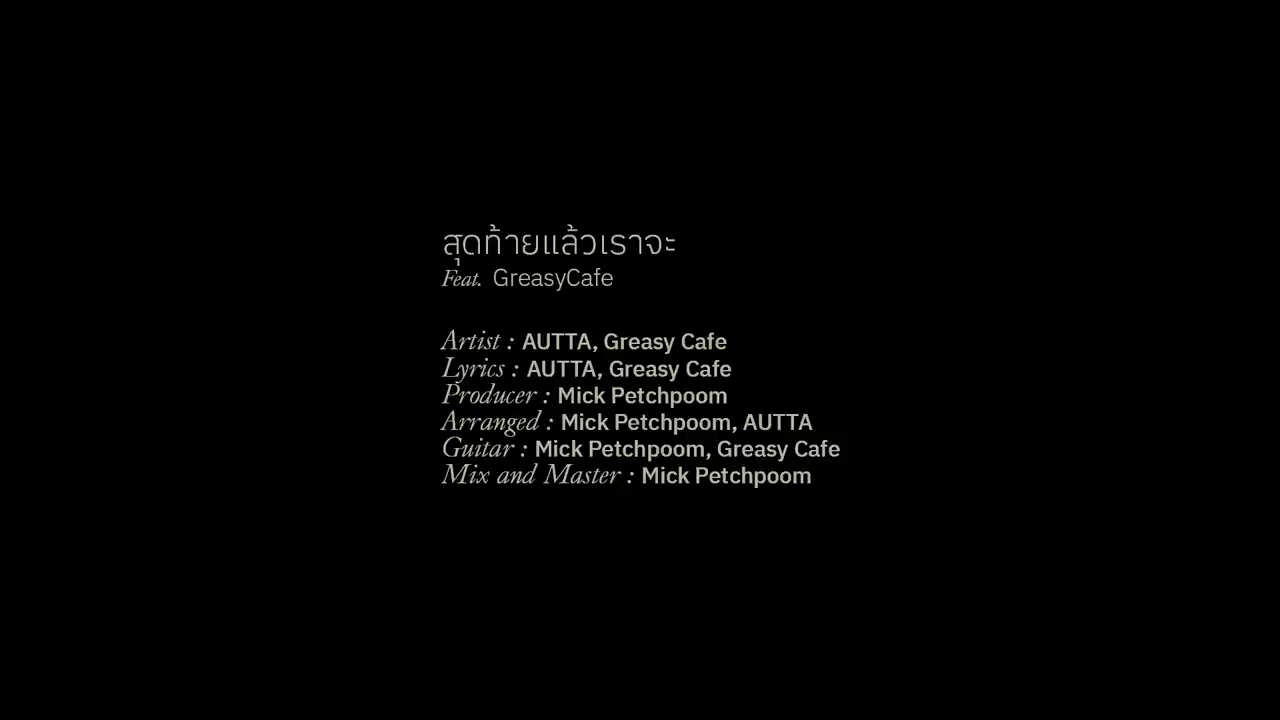 สุดท้ายแล้วเราจะ
Feat. GreasyCafe
Artist : AUTTA, Greasy Cafe
Lyrics : AUTTA, Greasy Cafe
Producer : Mick Petchpoom
Arranged : Mick Petchpoom, AUTTA
Guitar : Mick Petchpoom, Greasy Cafe
Mix and Master : Mick Petchpoom